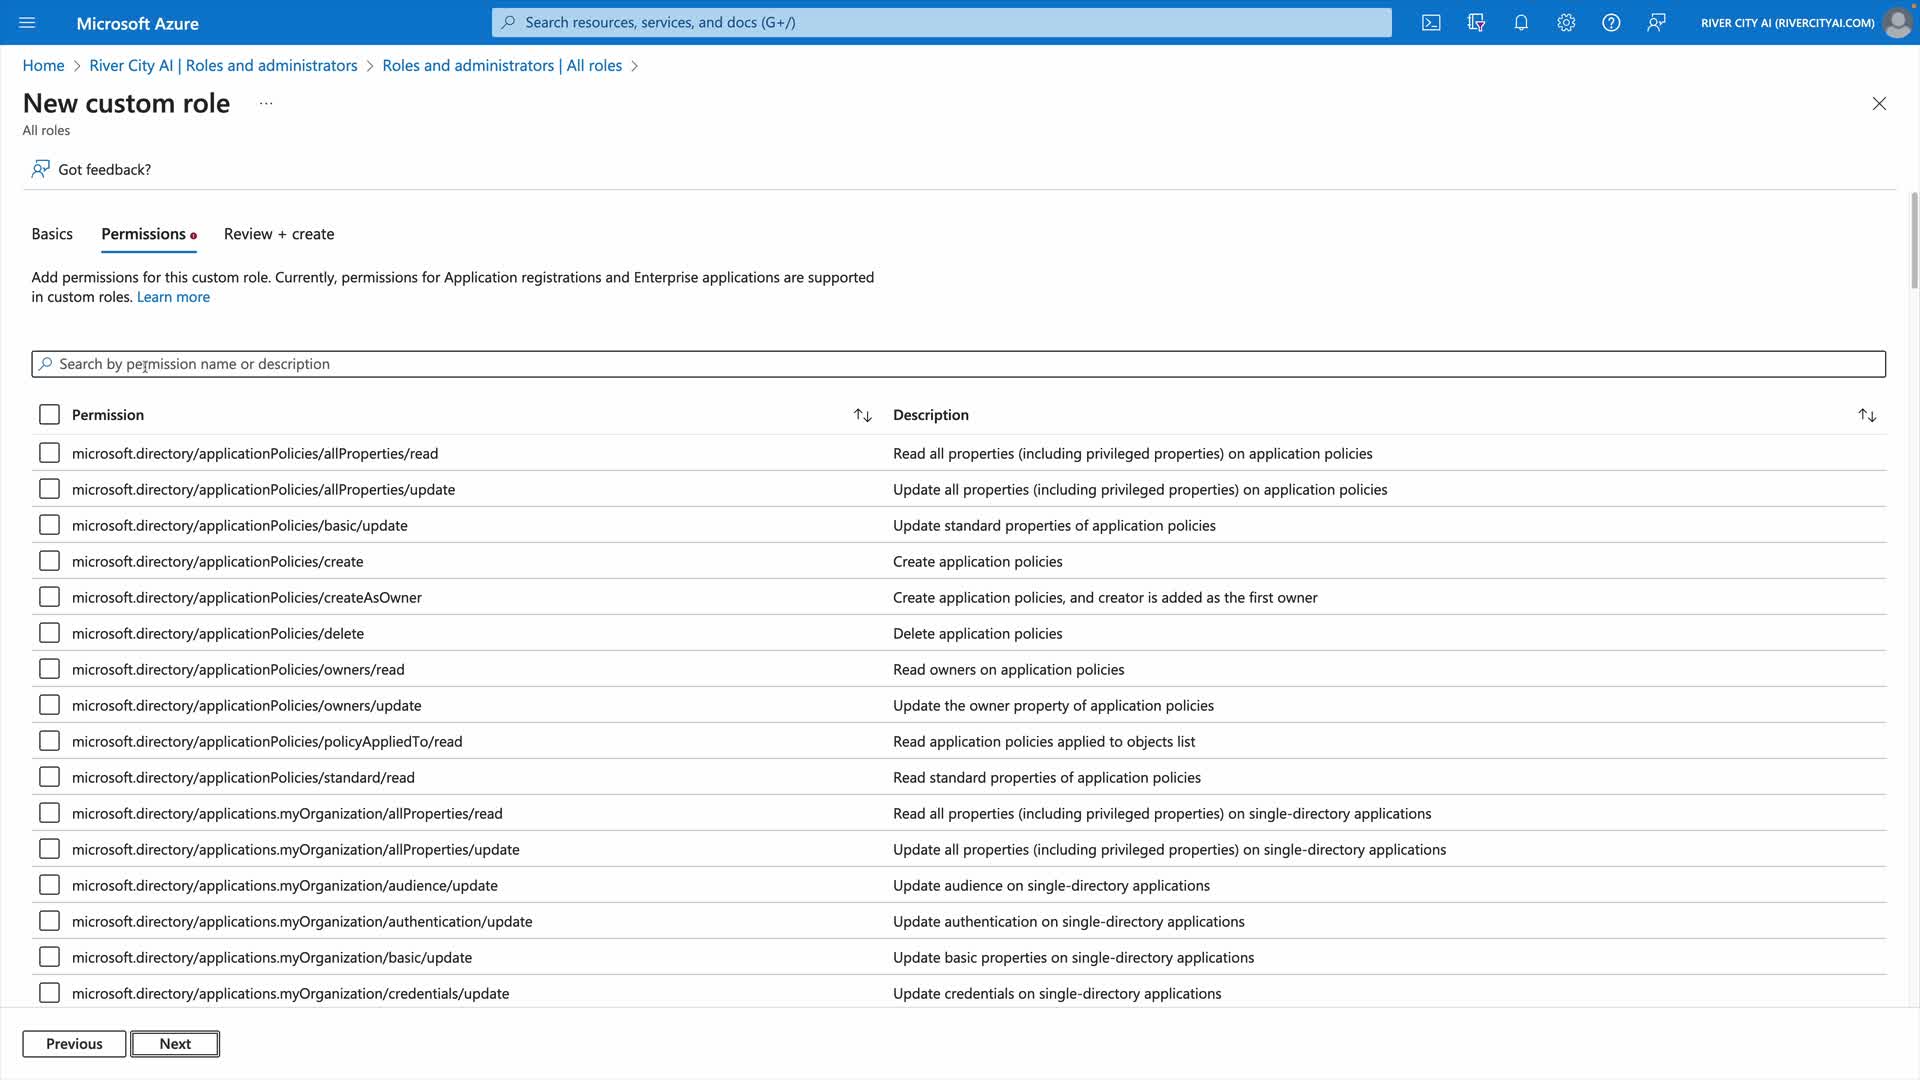 Microsoft Azure
Search resources, services, and docs (G+/)
RIVER CITY AI (RIVERCITYAI.COM)
Home > River City AI | Roles and administrators > Roles and administrators | All roles >
New custom role ...
All roles
Got feedback?
Basics Permissions Review + create
Add permissions for this custom role. Currently, permissions for Application registrations and Enterprise applications are supported
in custom roles. Learn more
Search by permission name or description
Permission Description
microsoft.directory/applicationPolicies/allProperties/read Read all properties (including privileged properties) on application policies
microsoft.directory/applicationPolicies/allProperties/update Update all properties (including privileged properties) on application policies
microsoft.directory/applicationPolicies/basic/update Update standard properties of application policies
microsoft.directory/applicationPolicies/create Create application policies
microsoft.directory/applicationPolicies/createAsOwner Create application policies, and creator is added as the first owner
microsoft.directory/applicationPolicies/delete Delete application policies
microsoft.directory/applicationPolicies/owners/read Read owners on application policies
microsoft.directory/applicationPolicies/owners/update Update the owner property of application policies
microsoft.directory/applicationPolicies/policyAppliedTo/read Read application policies applied to objects list
microsoft.directory/applicationPolicies/standard/read Read standard properties of application policies
microsoft.directory/applications.myOrganization/allProperties/read Read all properties (including privileged properties) on single-directory applications
microsoft.directory/applications.myOrganization/allProperties/update Update all properties (including privileged properties) on single-directory applications
microsoft.directory/applications.myOrganization/audience/update Update audience on single-directory applications
microsoft.directory/applications.myOrganization/authentication/update Update authentication on single-directory applications
microsoft.directory/applications.myOrganization/basic/update Update basic properties on single-directory applications
microsoft.directory/applications.myOrganization/credentials/update Update credentials on single-directory applications
Previous Next